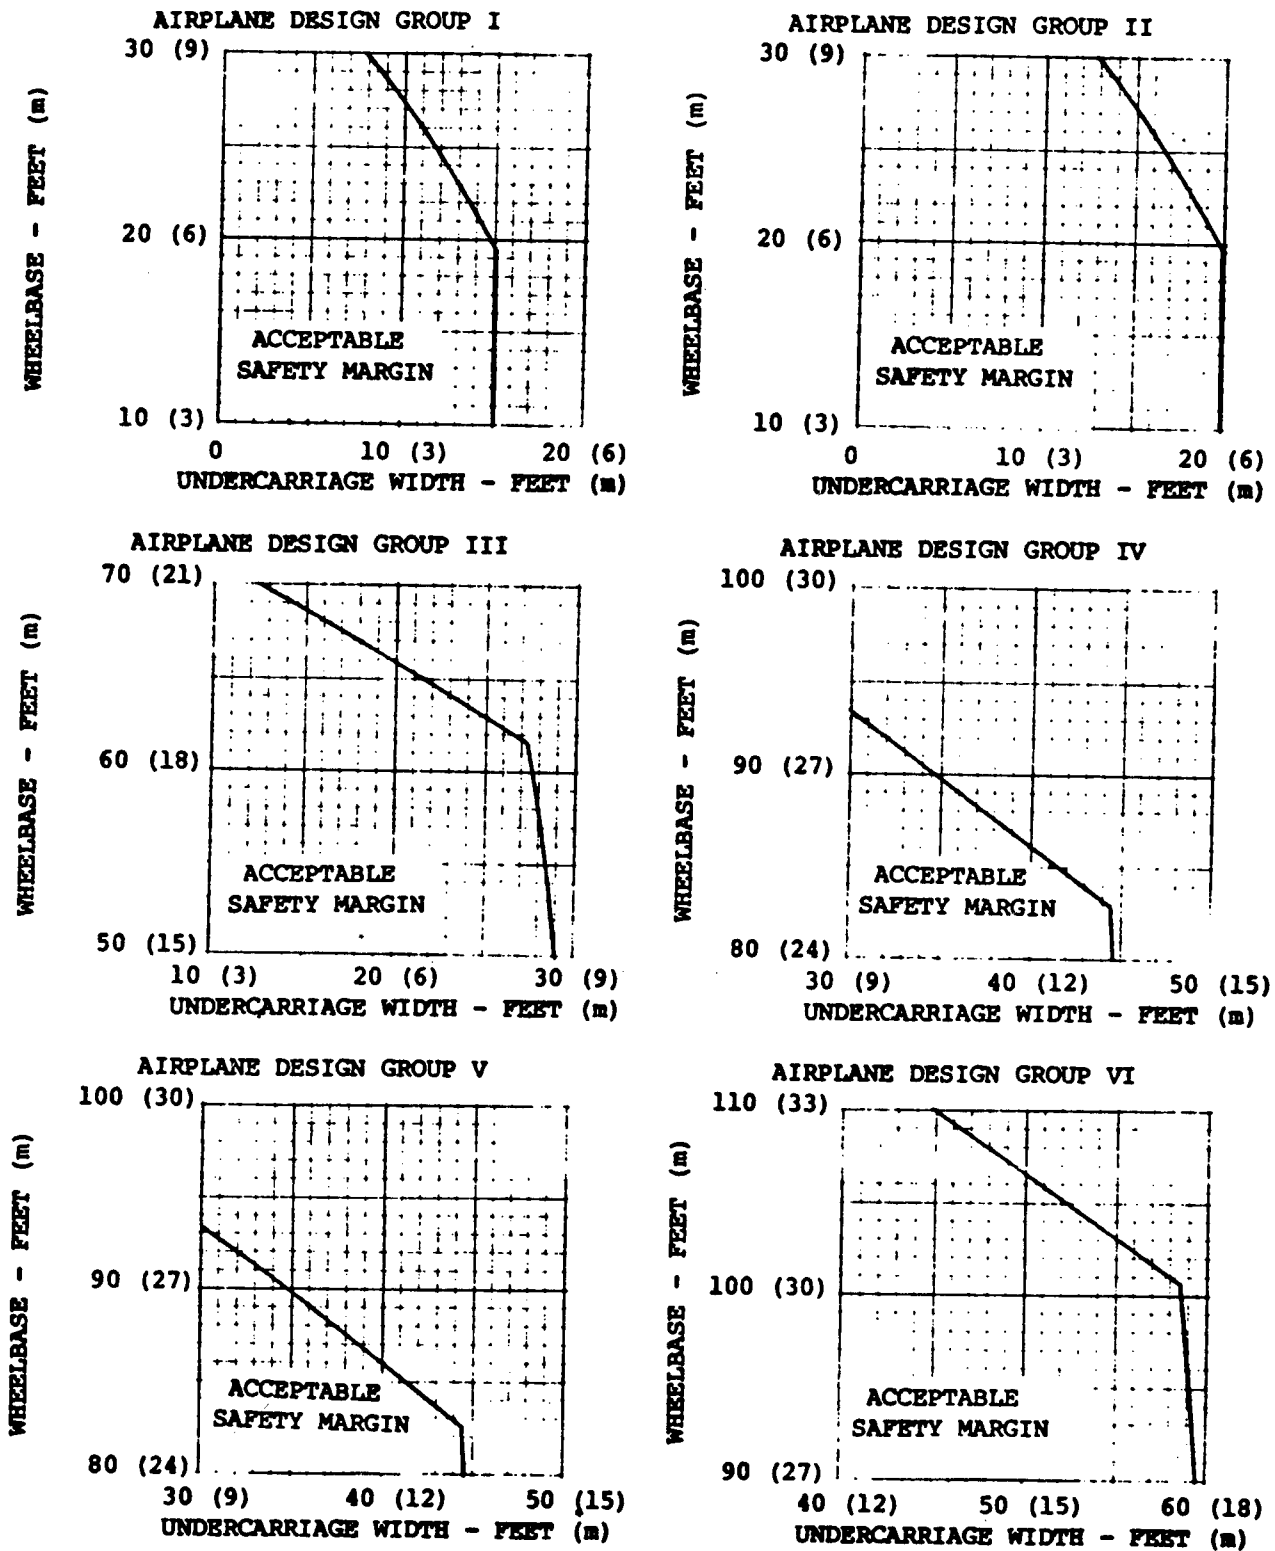 AIRPLANE DESIGN GROUP I
30 (9)
20 (6)
10 (3)
WHEELBASE - FEET (m)
ACCEPTABLE
SAFETY MARGIN
0 10 (3) 20 (6)
UNDERCARRIAGE WIDTH - FEET (m)
AIRPLANE DESIGN GROUP II
30 (9)
20 (6)
10 (3)
WHEELBASE - FEET (m)
ACCEPTABLE
SAFETY MARGIN
0 10 (3) 20 (6)
UNDERCARRIAGE WIDTH - FEET (m)
AIRPLANE DESIGN GROUP III
70 (21)
60 (18)
50 (15)
WHEELBASE - FEET (m)
ACCEPTABLE
SAFETY MARGIN
10 (3) 20 (6) 30 (9)
UNDERCARRIAGE WIDTH - FEET (m)
AIRPLANE DESIGN GROUP IV
100 (30)
90 (27)
80 (24)
WHEELBASE - FEET (m)
ACCEPTABLE
SAFETY MARGIN
30 (9) 40 (12) 50 (15)
UNDERCARRIAGE WIDTH - FEET (m)
AIRPLANE DESIGN GROUP V
100 (30)
90 (27)
80 (24)
WHEELBASE - FEET (m)
ACCEPTABLE
SAFETY MARGIN
30 (9) 40 (12) 50 (15)
UNDERCARRIAGE WIDTH - FEET (m)
AIRPLANE DESIGN GROUP VI
110 (33)
100 (30)
90 (27)
WHEELBASE - FEET (m)
ACCEPTABLE
SAFETY MARGIN
40 (12) 50 (15) 60 (18)
UNDERCARRIAGE WIDTH - FEET (m)